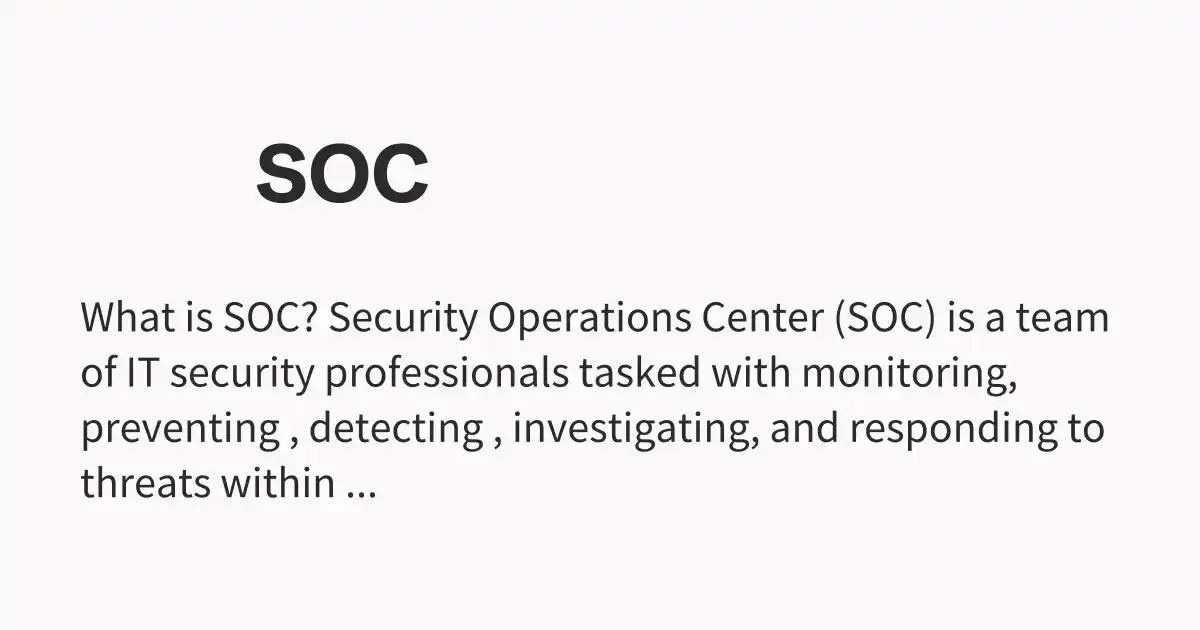 SOC
What is SOC? Security Operations Center (SOC) is a team
of IT security professionals tasked with monitoring,
preventing , detecting , investigating, and responding to
threats within ...